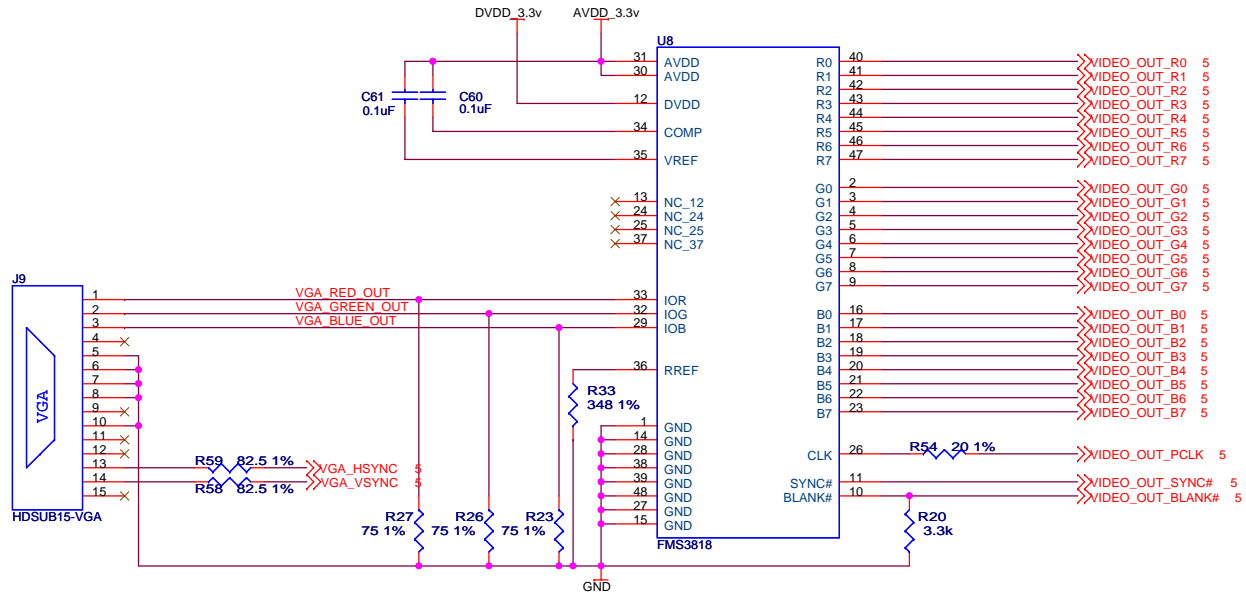 DVDD_3.3v
AVDD_3.3v
U8
31 AVDD
30 AVDD
12 DVDD
34 COMP
35 VREF
13 NC_12
24 NC_24
25 NC_25
37 NC_37
33 IOR
32 IOG
29 IOB
36 RREF
1 GND
14 GND
28 GND
38 GND
39 GND
48 GND
27 GND
15 GND
FMS3818
C61
0.1uF
C60
0.1uF
R0 40 VIDEO_OUT_R0 5
R1 41 VIDEO_OUT_R1 5
R2 42 VIDEO_OUT_R2 5
R3 43 VIDEO_OUT_R3 5
R4 44 VIDEO_OUT_R4 5
R5 45 VIDEO_OUT_R5 5
R6 46 VIDEO_OUT_R6 5
R7 47 VIDEO_OUT_R7 5
G0 2 VIDEO_OUT_G0 5
G1 3 VIDEO_OUT_G1 5
G2 4 VIDEO_OUT_G2 5
G3 5 VIDEO_OUT_G3 5
G4 6 VIDEO_OUT_G4 5
G5 7 VIDEO_OUT_G5 5
G6 8 VIDEO_OUT_G6 5
G7 9 VIDEO_OUT_G7 5
B0 16 VIDEO_OUT_B0 5
B1 17 VIDEO_OUT_B1 5
B2 18 VIDEO_OUT_B2 5
B3 19 VIDEO_OUT_B3 5
B4 20 VIDEO_OUT_B4 5
B5 21 VIDEO_OUT_B5 5
B6 22 VIDEO_OUT_B6 5
B7 23 VIDEO_OUT_B7 5
CLK 26 R54 20 1% VIDEO_OUT_PCLK 5
SYNC# 11 VIDEO_OUT_SYNC# 5
BLANK# 10 VIDEO_OUT_BLANK# 5
R20
3.3k
J9
VGA
1 VGA_RED_OUT
2 VGA_GREEN_OUT
3 VGA_BLUE_OUT
4
5
6
7
8
9
10
11
12
13 R59 82.5 1% VGA_HSYNC 5
14 R58 82.5 1% VGA_VSYNC 5
15
HDSUB15-VGA
R33
348 1%
R27
75 1%
R26
75 1%
R23
75 1%
GND